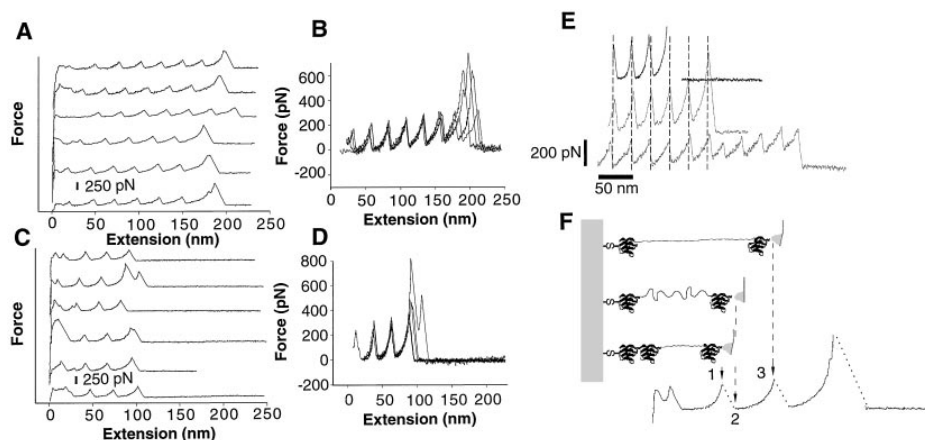 A
Force
250 pN
0 50 100 150 200 250
Extension (nm)
B
Force (pN)
600
400
200
0
-200
0 50 100 150 200 250
Extension (nm)
C
Force
250 pN
0 50 100 150 200 250
Extension (nm)
D
Force (pN)
800
600
400
200
0
-200
0 50 100 150 200
Extension (nm)
E
200 pN
50 nm
F
1
2
3